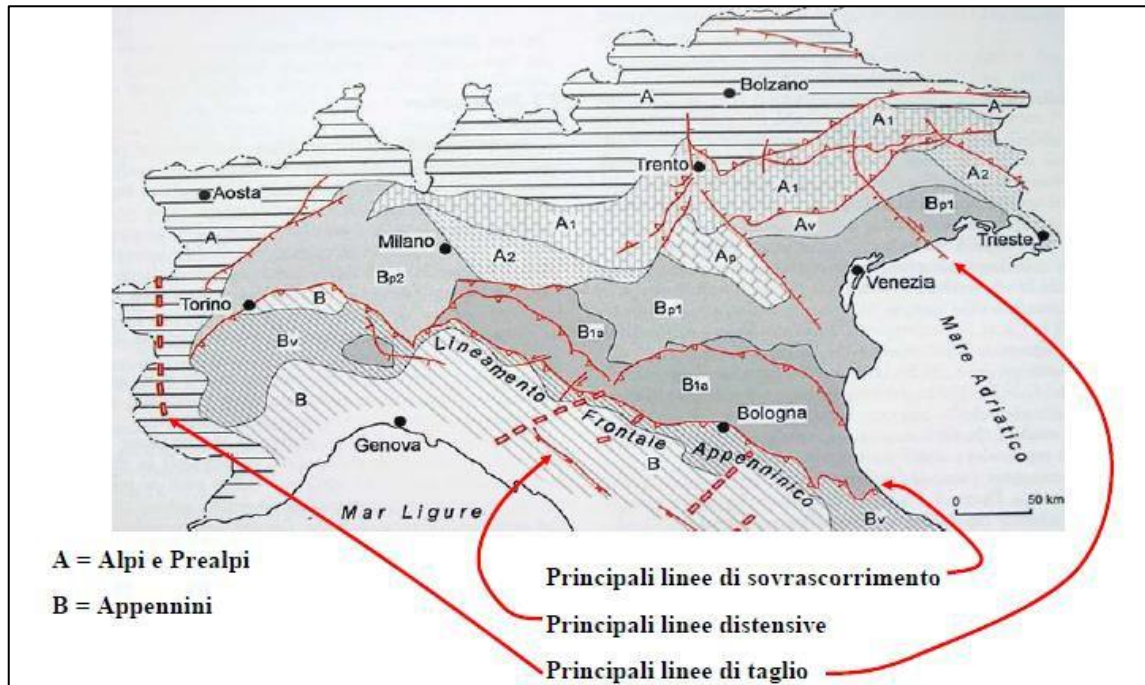 Bolzano
A
A
A1
Trento
Aosta
A1
A2
A
Av
Bp1
Trieste
Milano
A1
A2
Ap
Venezia
Bp2
Torino
B
Bp1
Bv
B1a
Lineamento Frontale Appenninico
B1a
Bologna
B
Genova
B
Mare Adriatico
0 50 km
Mar Ligure
Bv
A = Alpi e Prealpi
B = Appennini
Principali linee di sovrascorrimento
Principali linee distensive
Principali linee di taglio